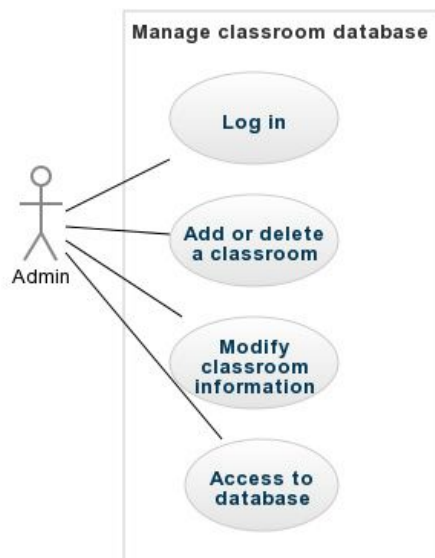 Manage classroom database
Log in
Add or delete
a classroom
Admin
Modify
classroom
information
Access to
database